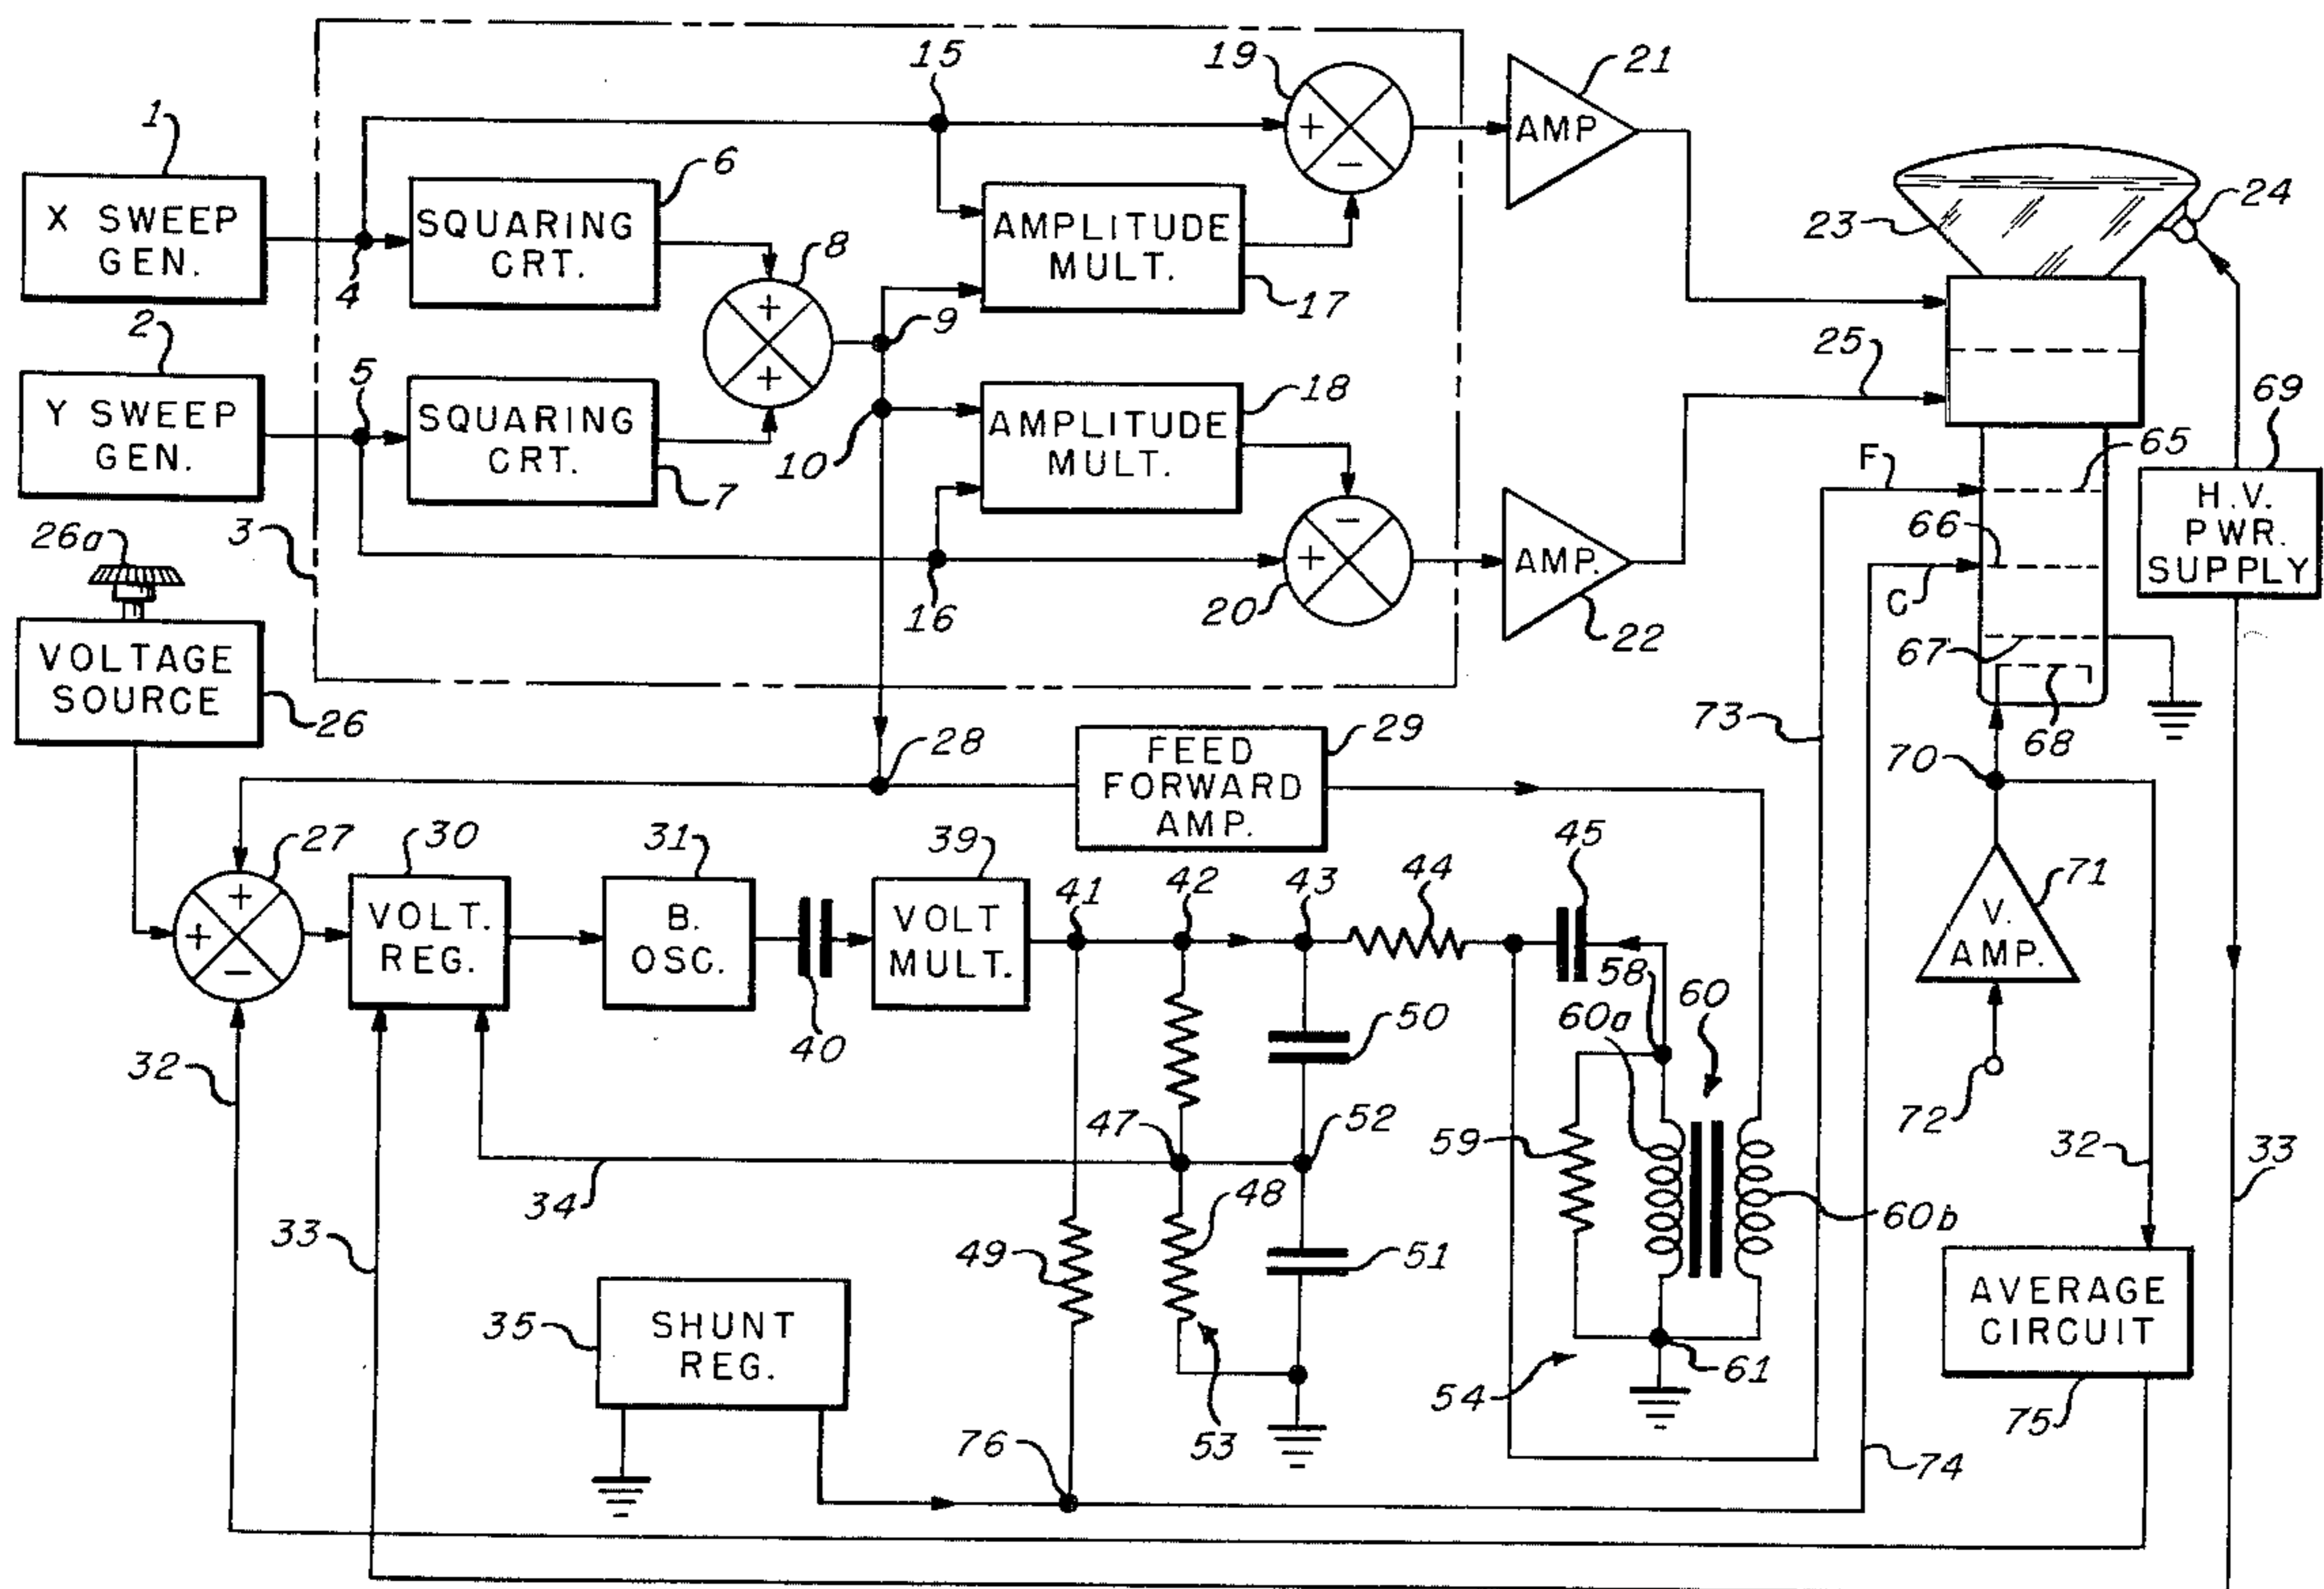 15
19
21
1
6
X SWEEP
GEN.
SQUARING
CRT.
+
−
AMP
24
23
8
AMPLITUDE
MULT.
4
+
17
2
9
25
5
+
18
69
Y SWEEP
GEN.
SQUARING
CRT.
AMPLITUDE
MULT.
65
10
F
7
H.V.
PWR.
SUPPLY
26a
3
−
66
+
AMP.
C
16
20
22
67
VOLTAGE
SOURCE
73
26
28
29
68
FEED
FORWARD
AMP.
70
27
30
31
39
45
44
71
42
43
41
+
VOLT.
REG.
B.
OSC.
VOLT
MULT.
V.
AMP.
+
−
58
60
60a
50
40
32
72
47
52
59
32
33
34
48
60b
33
49
51
35
SHUNT
REG.
AVERAGE
CIRCUIT
61
54
53
75
76
74